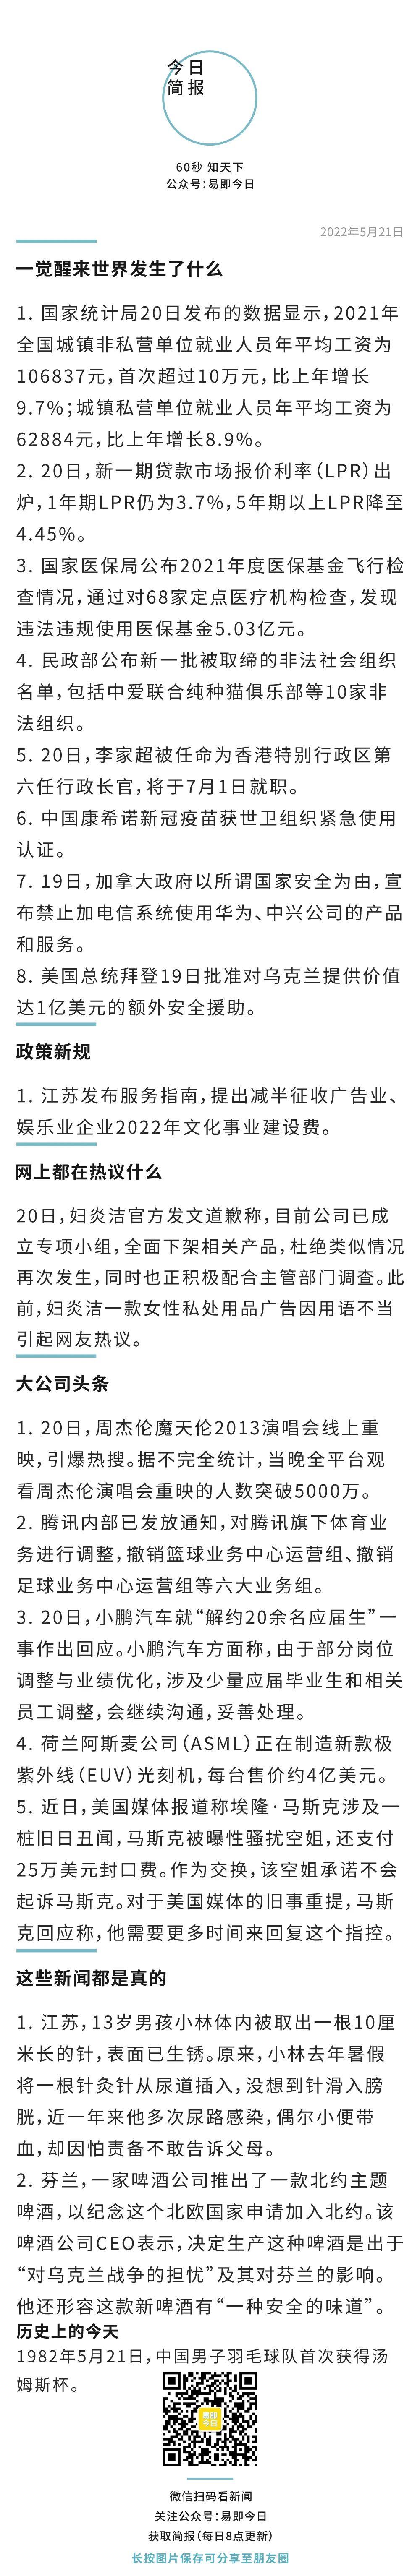 今日
简报
60秒 知天下
公众号：易即今日
2022年5月21日
一觉醒来世界发生了什么
1. 国家统计局20日发布的数据显示，2021年
全国城镇非私营单位就业人员年平均工资为
106837元，首次超过10万元，比上年增长
9.7%；城镇私营单位就业人员年平均工资为
62884元，比上年增长8.9%。
2. 20日，新一期贷款市场报价利率（LPR）出
炉，1年期LPR仍为3.7%，5年期以上LPR降至
4.45%。
3. 国家医保局公布2021年度医保基金飞行检
查情况，通过对68家定点医疗机构检查，发现
违法违规使用医保基金5.03亿元。
4. 民政部公布新一批被取缔的非法社会组织
名单，包括中爱联合纯种猫俱乐部等10家非
法组织。
5. 20日，李家超被任命为香港特别行政区第
六任行政长官，将于7月1日就职。
6. 中国康希诺新冠疫苗获世卫组织紧急使用
认证。
7. 19日，加拿大政府以所谓国家安全为由，宣
布禁止加电信系统使用华为、中兴公司的产品
和服务。
8. 美国总统拜登19日批准对乌克兰提供价值
达1亿美元的额外安全援助。
政策新规
1. 江苏发布服务指南，提出减半征收广告业、
娱乐业企业2022年文化事业建设费。
网上都在热议什么
20日，妇炎洁官方发文道歉称，目前公司已成
立专项小组，全面下架相关产品，杜绝类似情况
再次发生，同时也正积极配合主管部门调查。此
前，妇炎洁一款女性私处用品广告因用语不当
引起网友热议。
大公司头条
1. 20日，周杰伦魔天伦2013演唱会线上重
映，引爆热搜。据不完全统计，当晚全平台观
看周杰伦演唱会重映的人数突破5000万。
2. 腾讯内部已发放通知，对腾讯旗下体育业
务进行调整，撤销篮球业务中心运营组、撤销
足球业务中心运营组等六大业务组。
3. 20日，小鹏汽车就“解约20余名应届生”一
事作出回应。小鹏汽车方面称，由于部分岗位
调整与业绩优化，涉及少量应届毕业生和相关
员工调整，会继续沟通，妥善处理。
4. 荷兰阿斯麦公司（ASML）正在制造新款极
紫外线（EUV）光刻机，每台售价约4亿美元。
5. 近日，美国媒体报道称埃隆·马斯克涉及一
桩旧日丑闻，马斯克被曝性骚扰空姐，还支付
25万美元封口费。作为交换，该空姐承诺不会
起诉马斯克。对于美国媒体的旧事重提，马斯
克回应称，他需要更多时间来回复这个指控。
这些新闻都是真的
1. 江苏，13岁男孩小林体内被取出一根10厘
米长的针，表面已生锈。原来，小林去年暑假
将一根针灸针从尿道插入，没想到针滑入膀
胱，近一年来他多次尿路感染，偶尔小便带
血，却因怕责备不敢告诉父母。
2. 芬兰，一家啤酒公司推出了一款北约主题
啤酒，以纪念这个北欧国家申请加入北约。该
啤酒公司CEO表示，决定生产这种啤酒是出于
“对乌克兰战争的担忧”及其对芬兰的影响。
他还形容这款新啤酒有“一种安全的味道”。
历史上的今天
1982年5月21日，中国男子羽毛球队首次获得汤
姆斯杯。
易即
今日
微信扫码看新闻
关注公众号：易即今日
获取简报（每日8点更新）
长按图片保存可分享至朋友圈